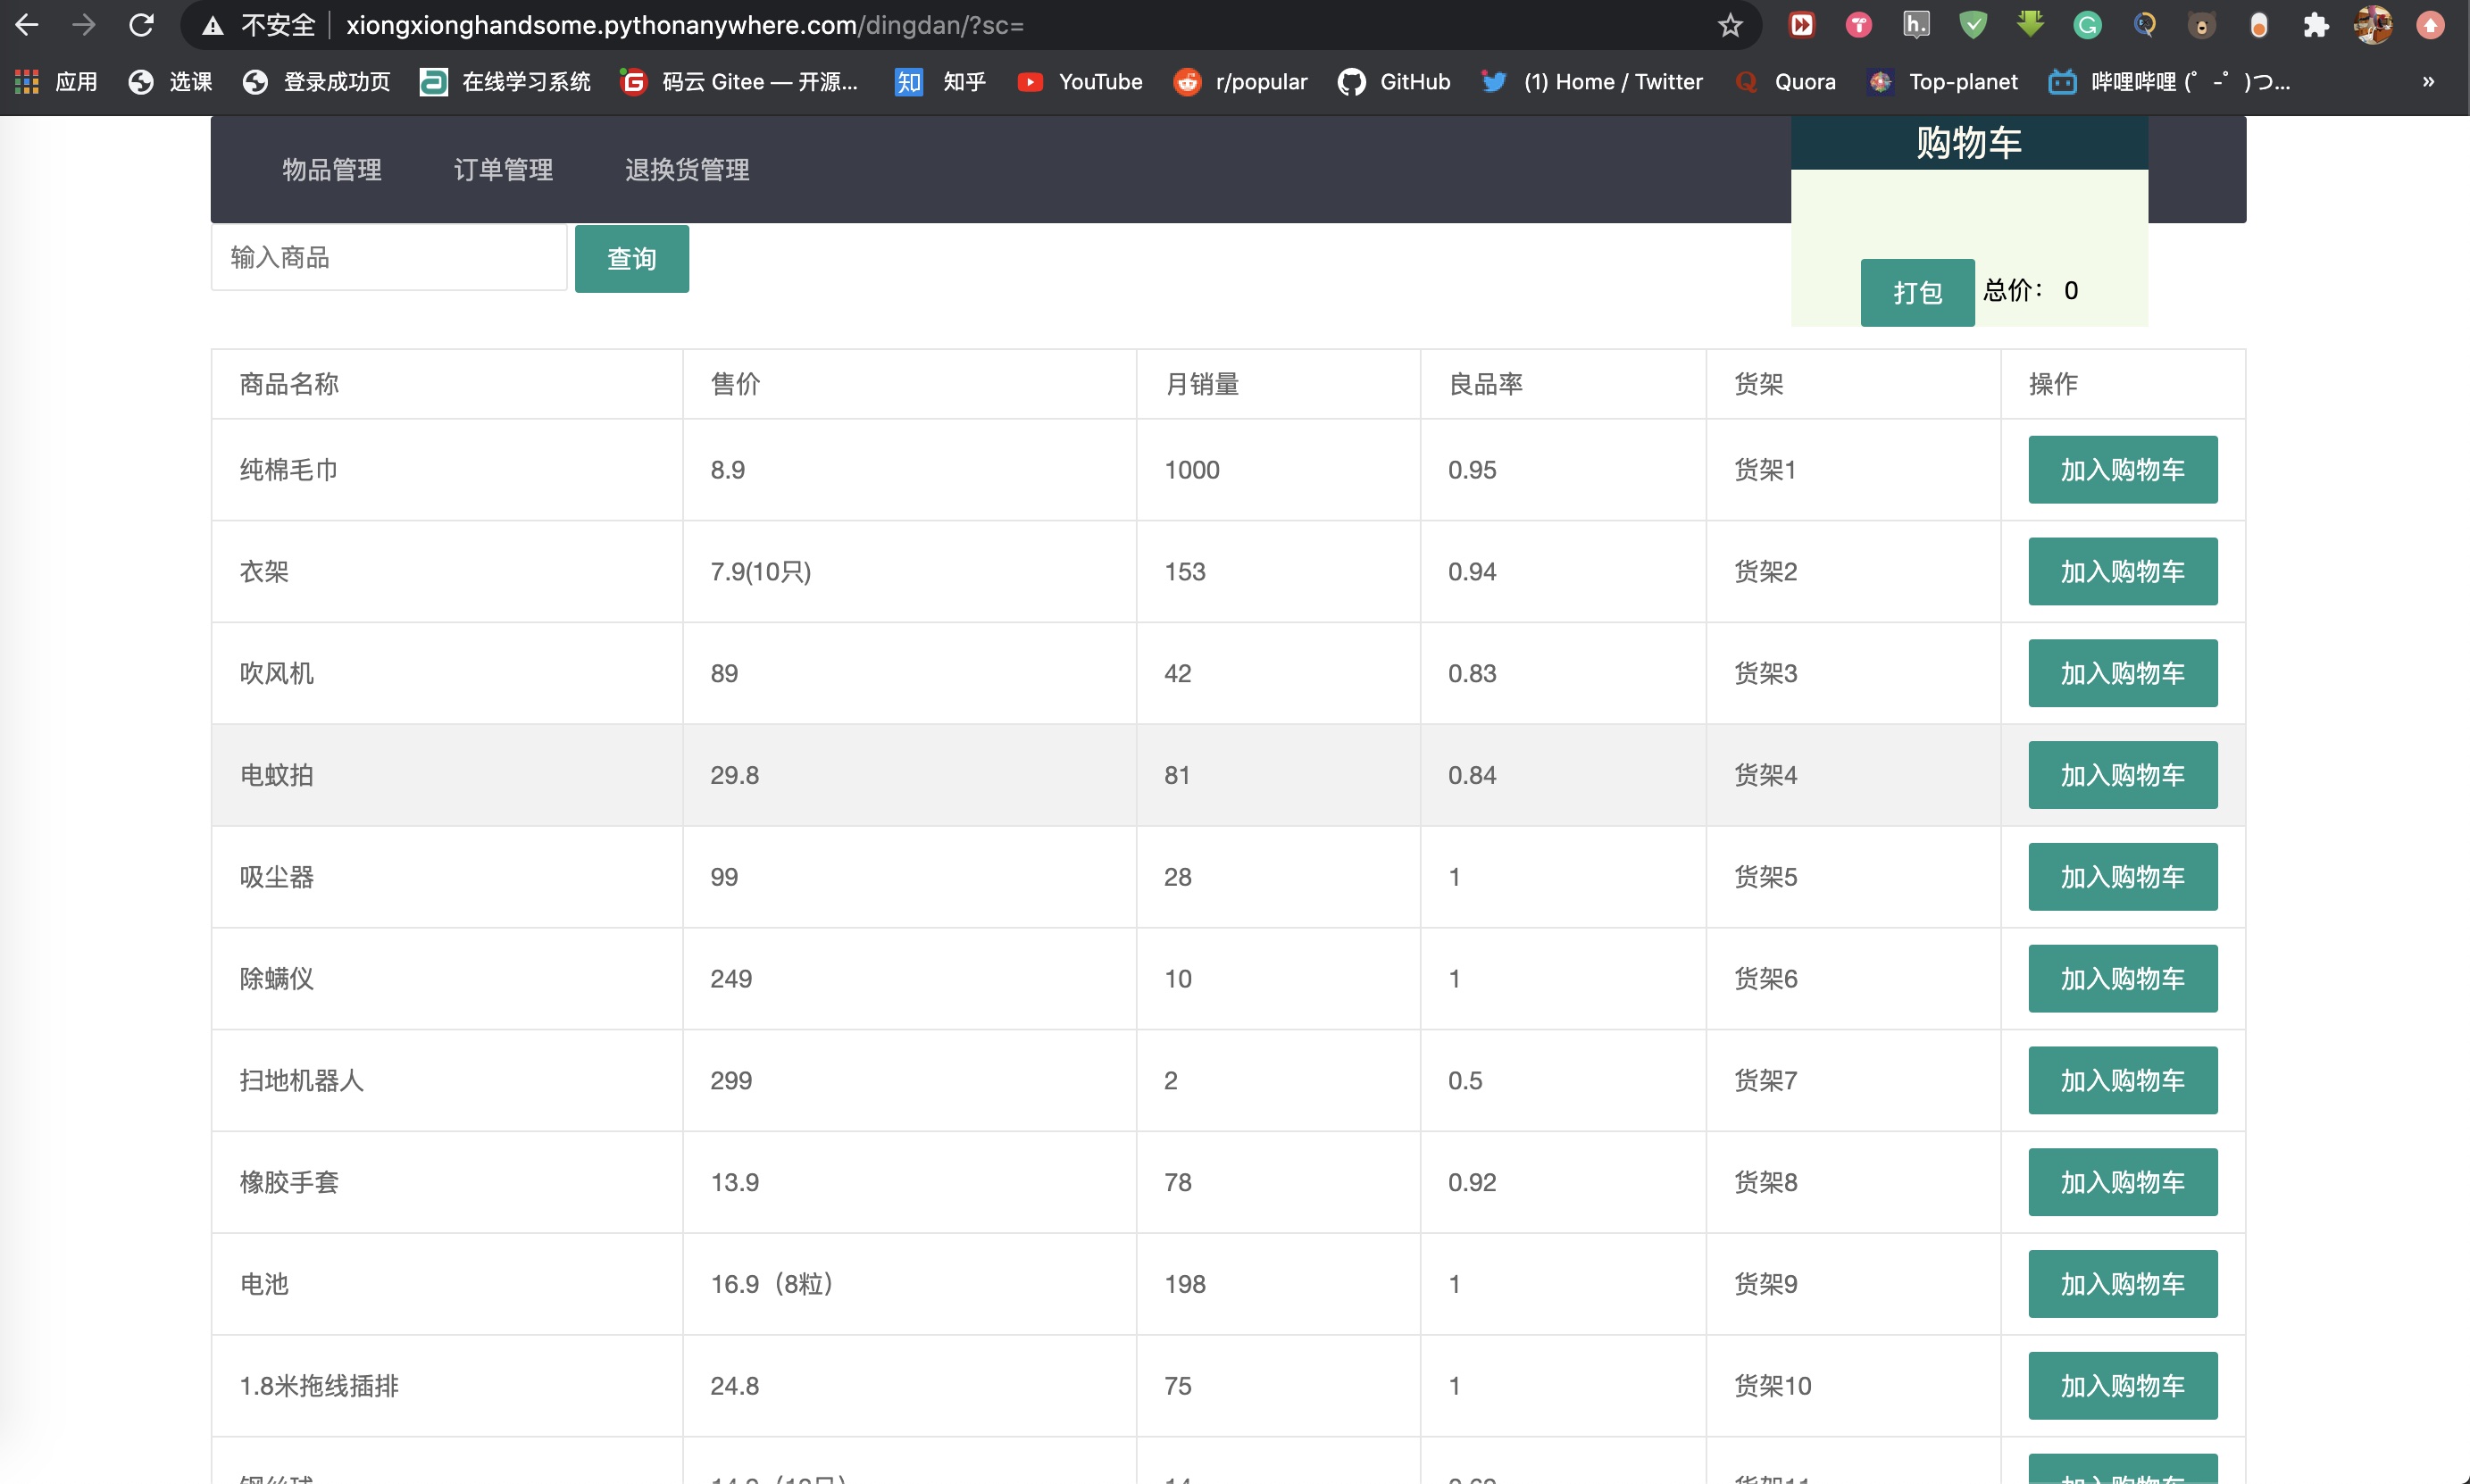 不安全 xiongxionghandsome.pythonanywhere.com/dingdan/?sc=
应用 选课 登录成功页 在线学习系统 码云 Gitee — 开源... 知 知乎 YouTube r/popular GitHub (1) Home / Twitter Quora Top-planet 哔哩哔哩 (゜-゜)つ... »
物品管理 订单管理 退换货管理 购物车
输入商品 查询
打包 总价： 0
商品名称 售价 月销量 良品率 货架 操作
纯棉毛巾 8.9 1000 0.95 货架1 加入购物车
衣架 7.9(10只) 153 0.94 货架2 加入购物车
吹风机 89 42 0.83 货架3 加入购物车
电蚊拍 29.8 81 0.84 货架4 加入购物车
吸尘器 99 28 1 货架5 加入购物车
除螨仪 249 10 1 货架6 加入购物车
扫地机器人 299 2 0.5 货架7 加入购物车
橡胶手套 13.9 78 0.92 货架8 加入购物车
电池 16.9（8粒） 198 1 货架9 加入购物车
1.8米拖线插排 24.8 75 1 货架10 加入购物车
货架11 加入购物车